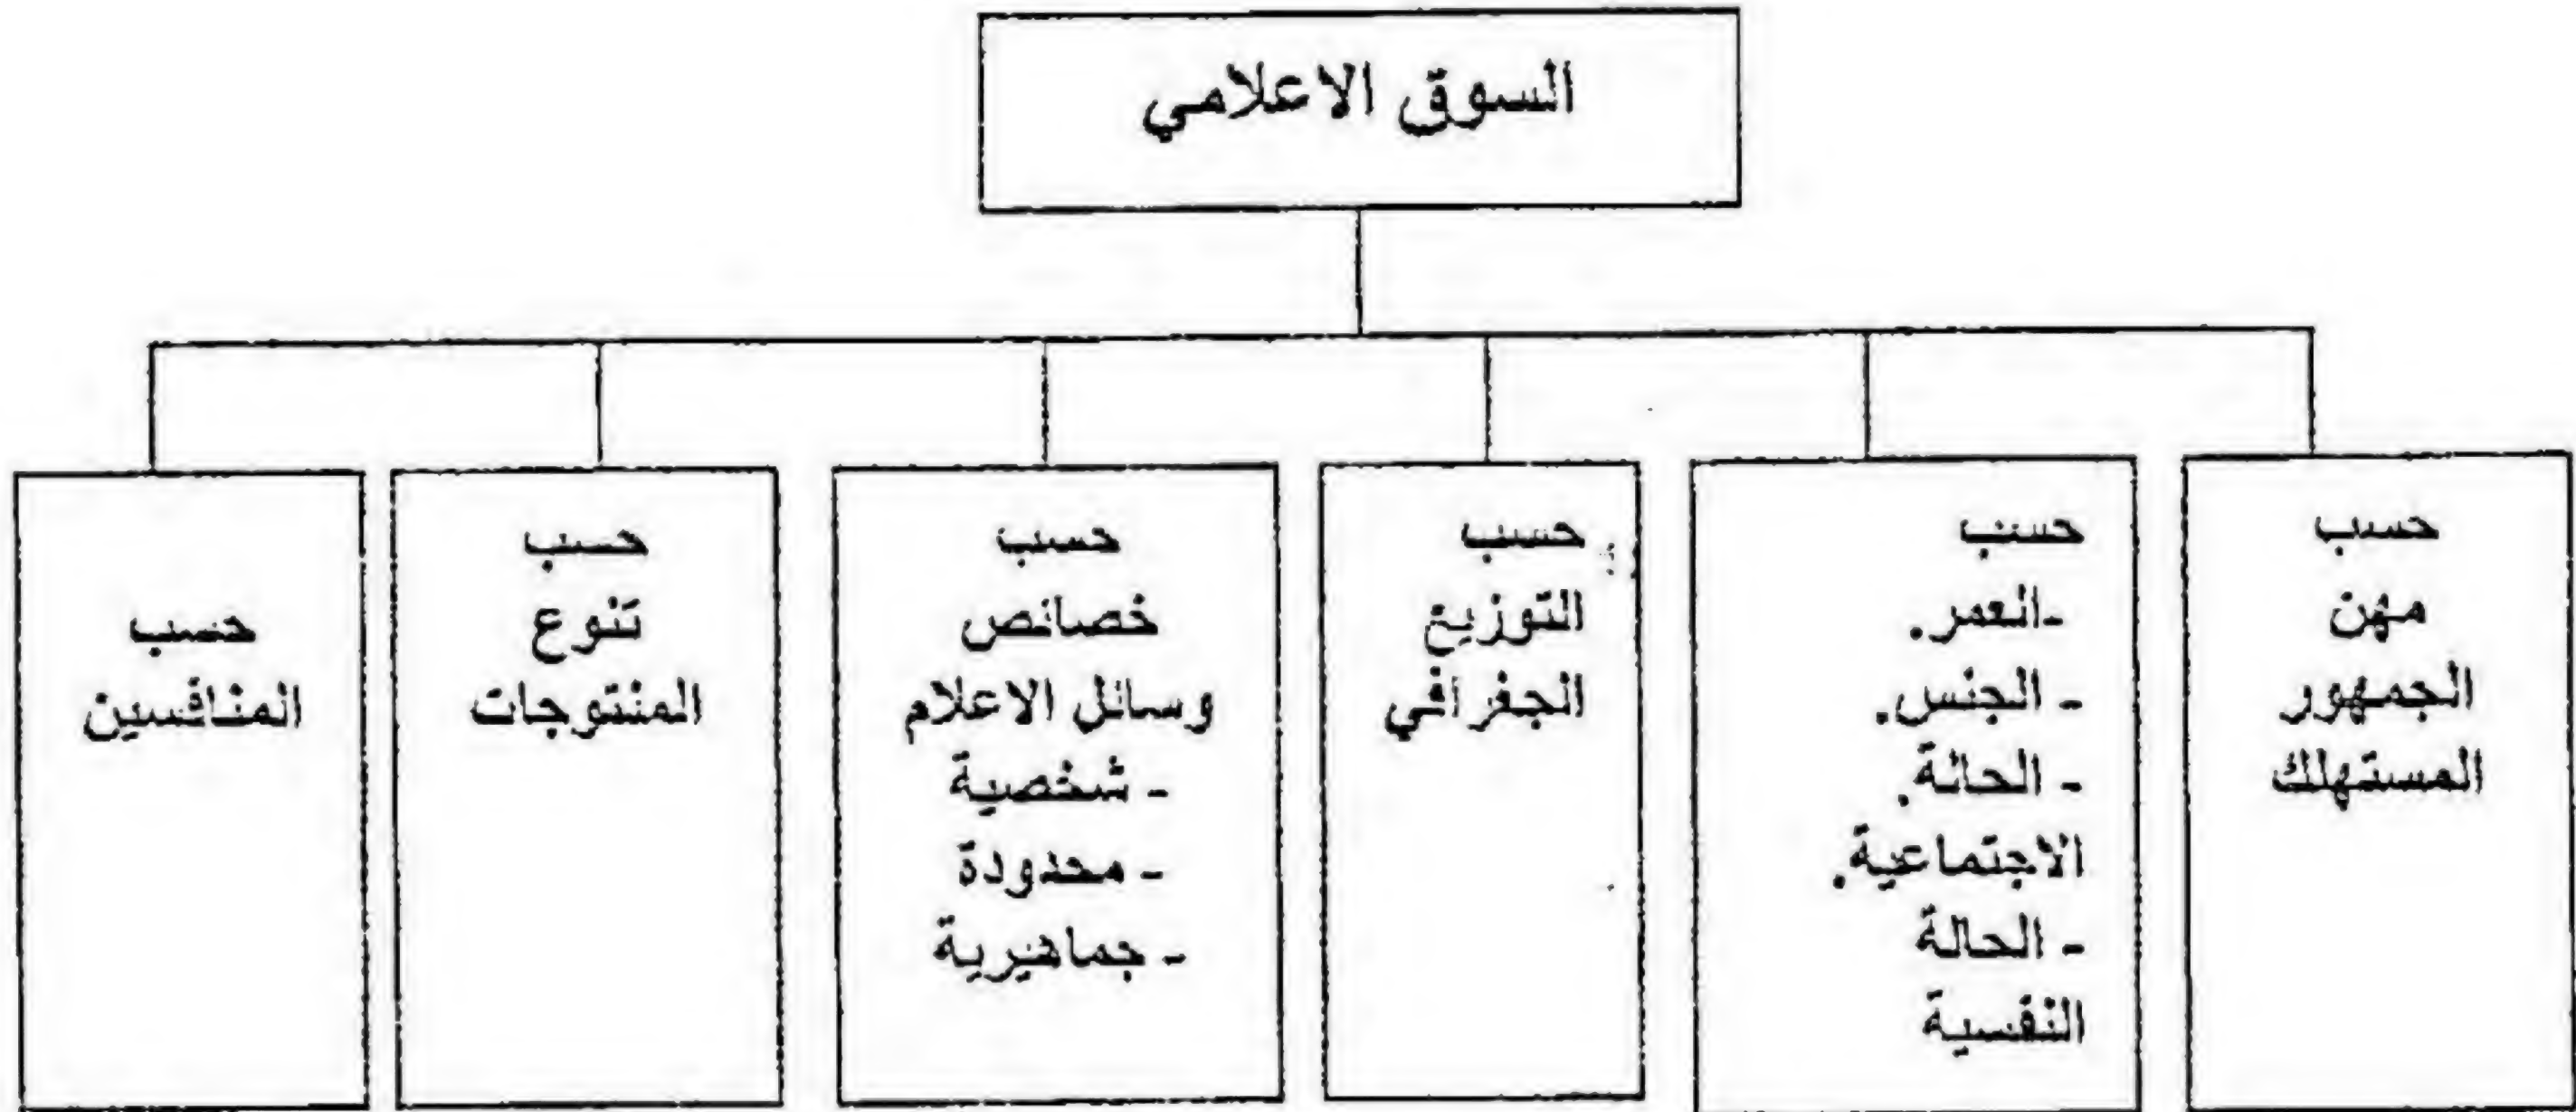 السوق الاعلامي
حسب
مهن
الجمهور
المستهلك
حسب
-العمر.
- الجنس.
- الحالة.
الاجتماعية.
- الحالة
النفسية
حسب
التوزيع
الجغرافي
حسب
خصائص
وسائل الاعلام
- شخصية
- محدودة
- جماهيرية
حسب
تنوع
المنتوجات
حسب
المنافسين